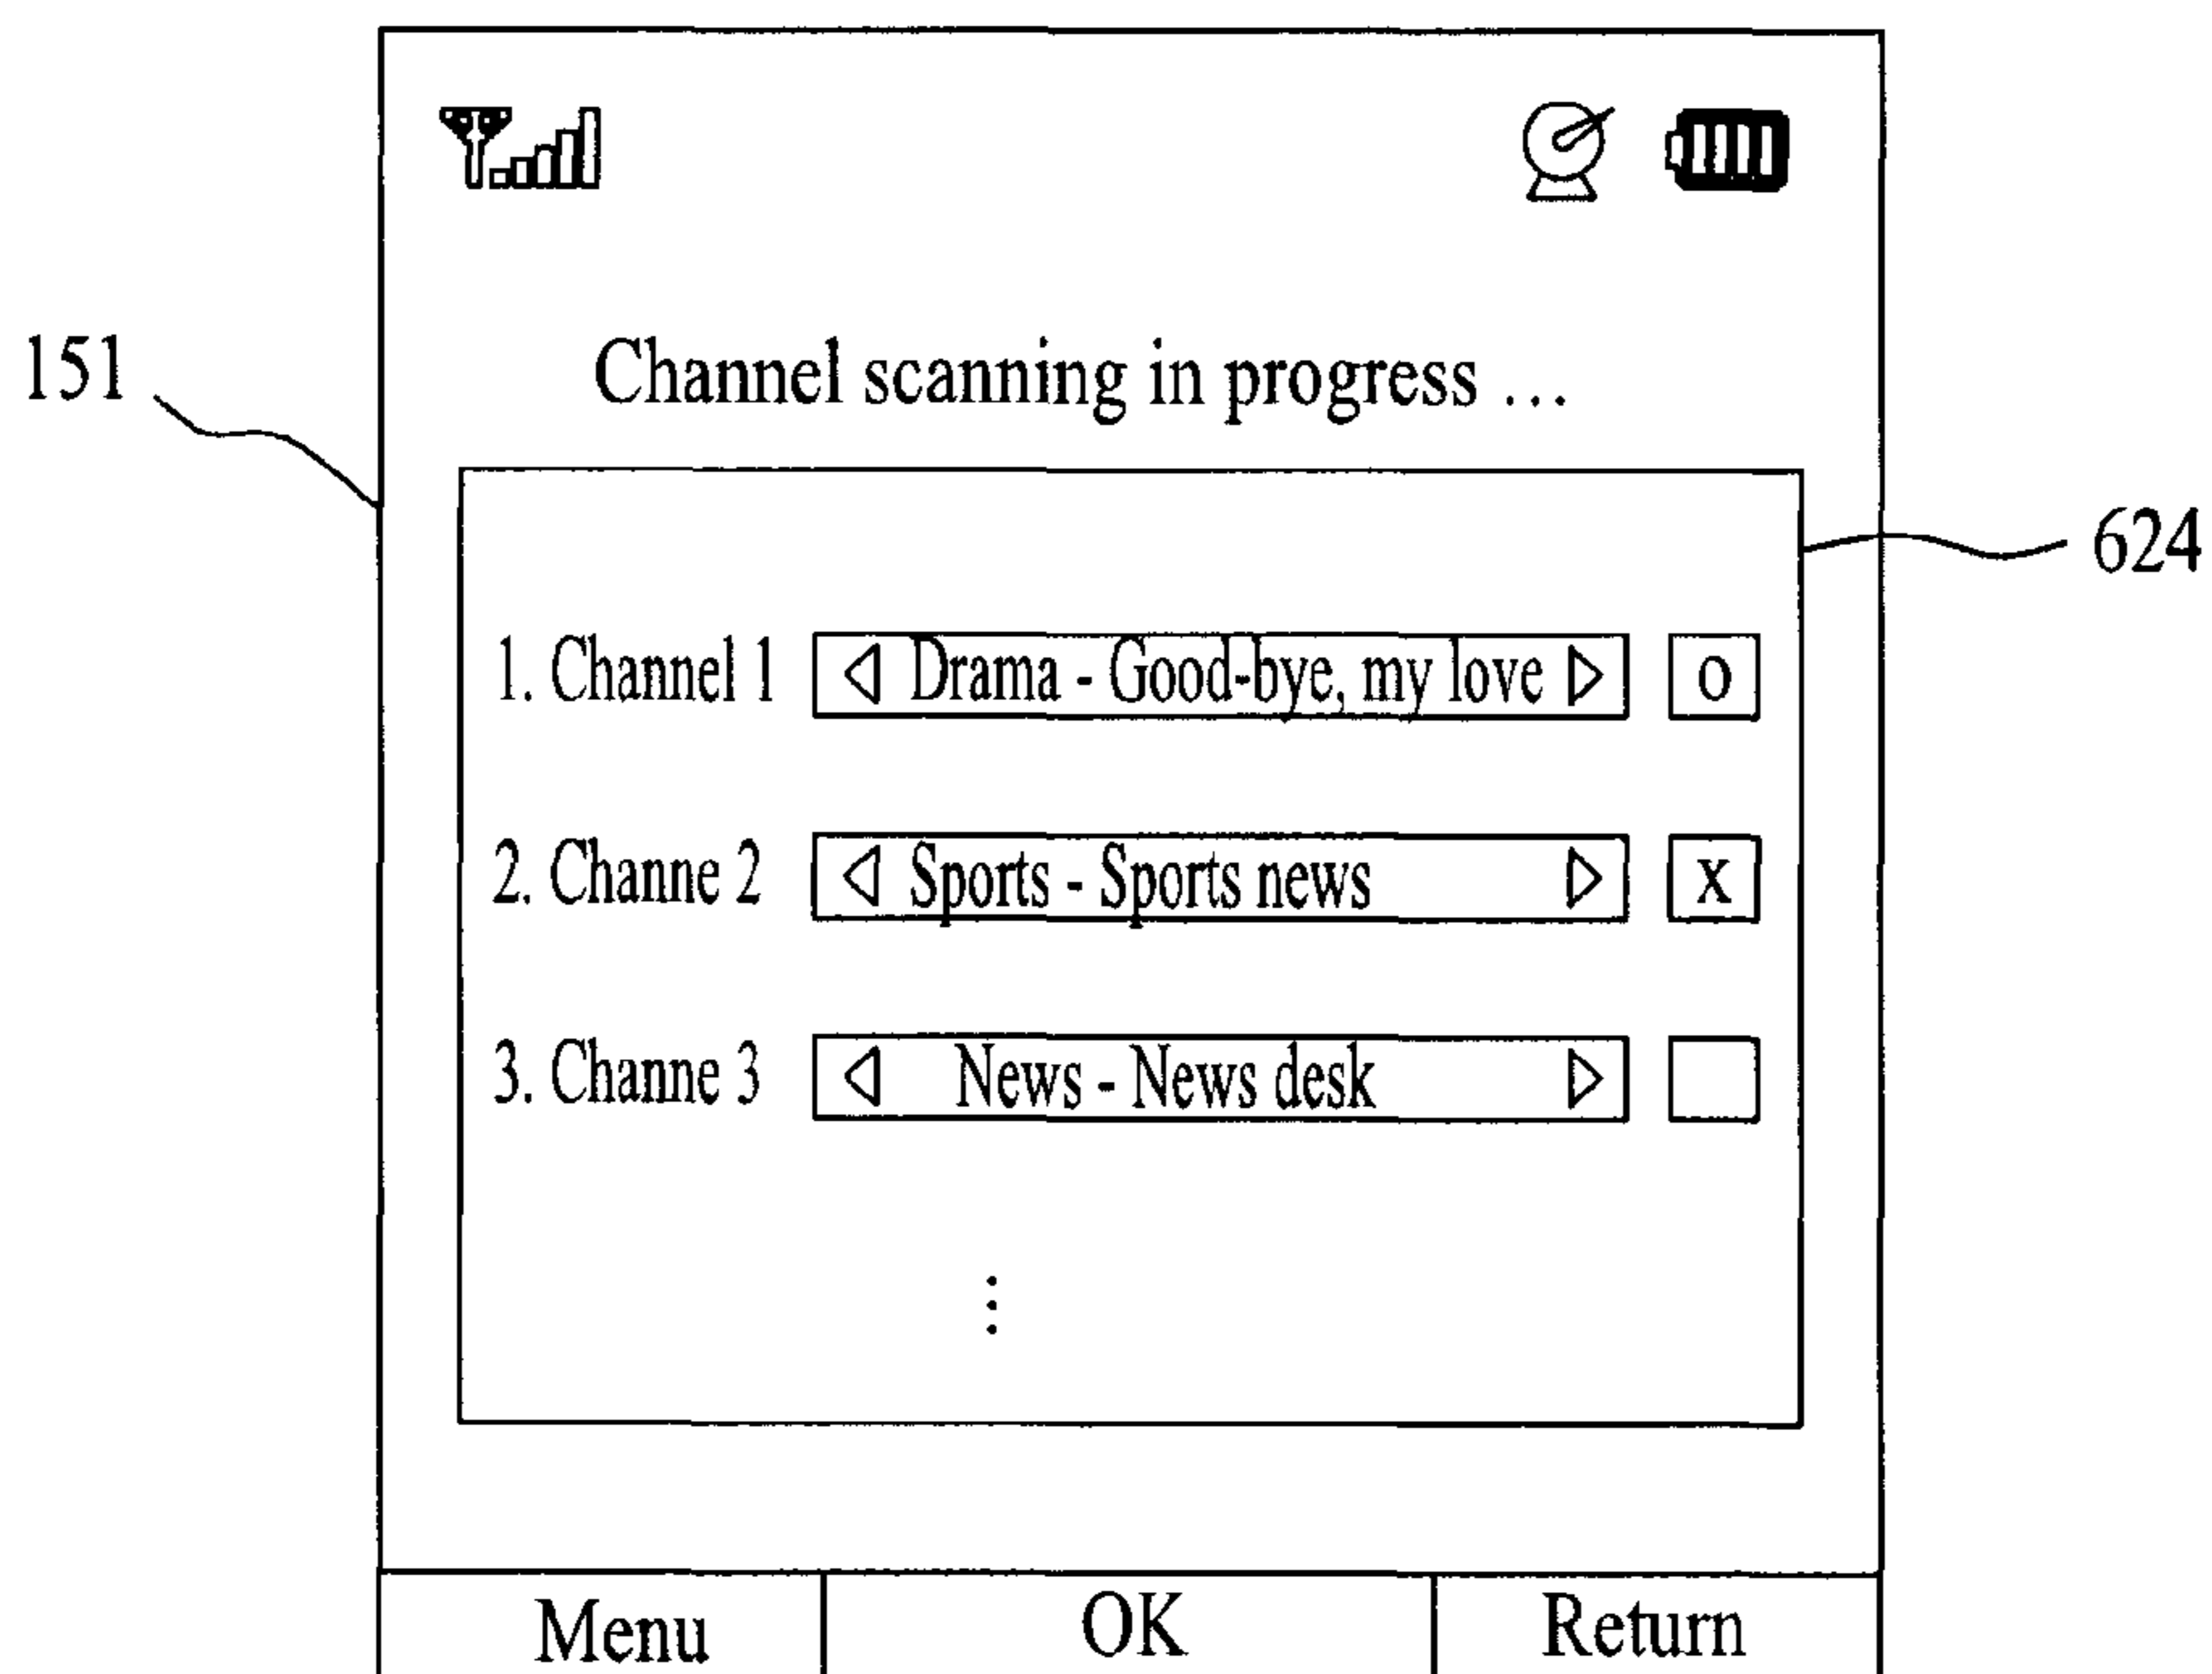 Channel scanning in progress ...
151
624
1. Channel 1 Drama - Good-bye, my love o
2. Channe 2 Sports - Sports news x
3. Channe 3 News - News desk
Menu OK Return